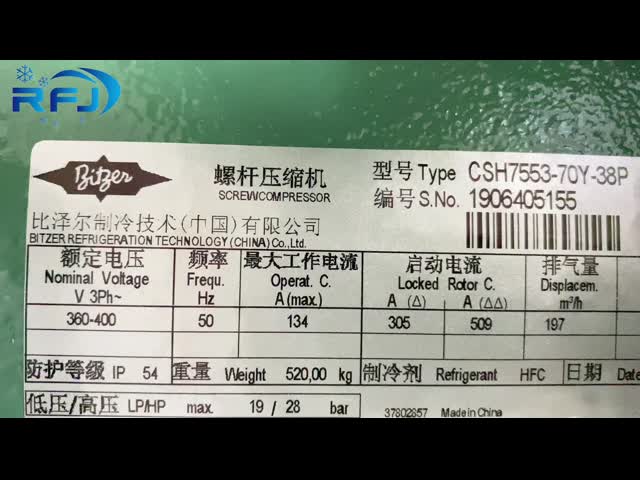 RFJ
Bitzer
螺杆压缩机
SCREWCOMPRESSOR
型号 Type CSH7553-70Y-38P
编号 S.No. 1906405155
比泽尔制冷技术(中国)有限公司
BITZER REFRIGERATION TECHNOLOGY (CHINA) Co.,Ltd.
额定电压 频率 最大工作电流 启动电流 排气量
Nominal Voltage Frequ. Operat. C. Locked Rotor C. Displacem.
V 3Ph~ Hz A (max.) A (Δ) A (ΔΔ) m³/h
360-400 50 134 305 509 197
防护等级 IP 54 重量 Weight 520,00 kg 制冷剂 Refrigerant HFC 日期 Date
低压/高压 LP/HP max. 19 / 28 bar 37802857 Made in China